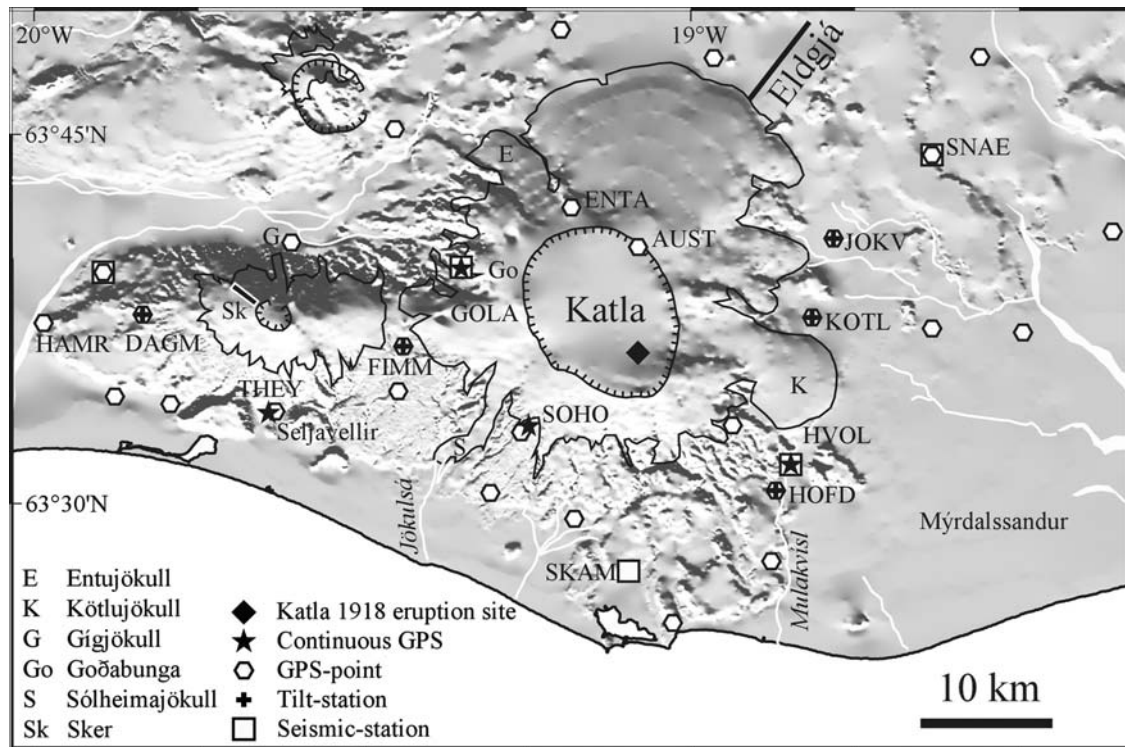 20°W
19°W
Eldgjá
63°45'N
E
SNAE
ENTA
G
AUST
JOKV
Go
Katla
Sk
GOLA
KOTL
HAMR
DAGM
FIMM
K
THEY
SOHO
Seljavellir
S
HVOL
HOFD
63°30'N
Jökulsá
Mýrdalssandur
SKAM
Mulakvísl
E Entujökull
K Kötlujökull
Katla 1918 eruption site
G Gígjökull
Continuous GPS
Go Goðabunga
GPS-point
S Sólheimajökull
Tilt-station
Sk Sker
Seismic-station
10 km